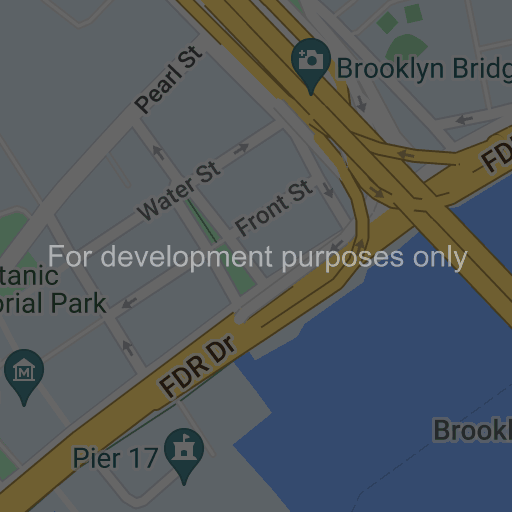 Pearl St
Brooklyn Bridg
FD
Water St
Front St
For development purposes only
tanic
orial Park
FDR Dr
Brookl
Pier 17